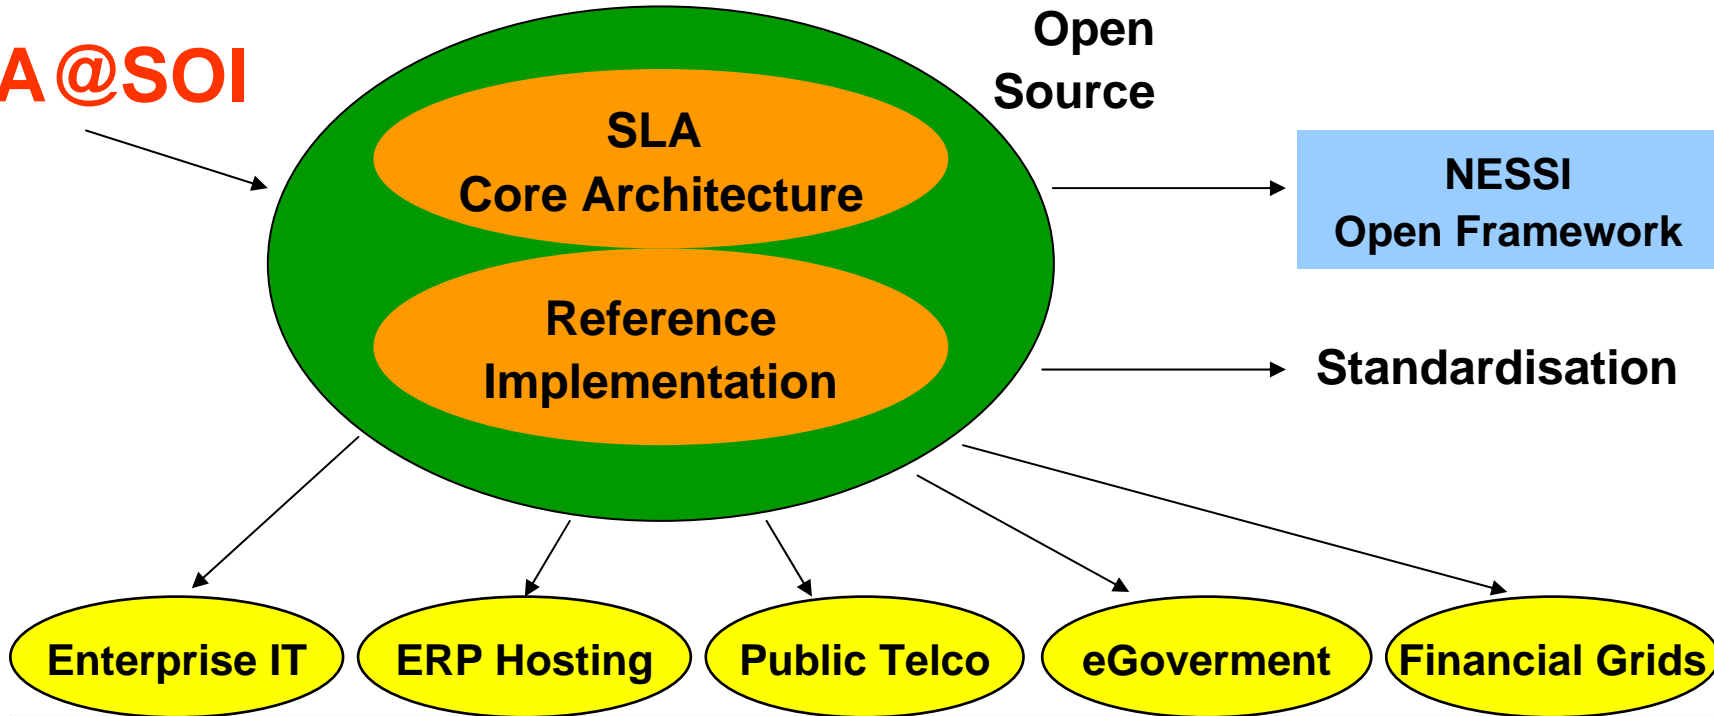 A@SOI
Open
Source
SLA
Core Architecture
NESSI
Open Framework
Reference
Implementation
Standardisation
Enterprise IT
ERP Hosting
Public Telco
eGoverment
Financial Grids